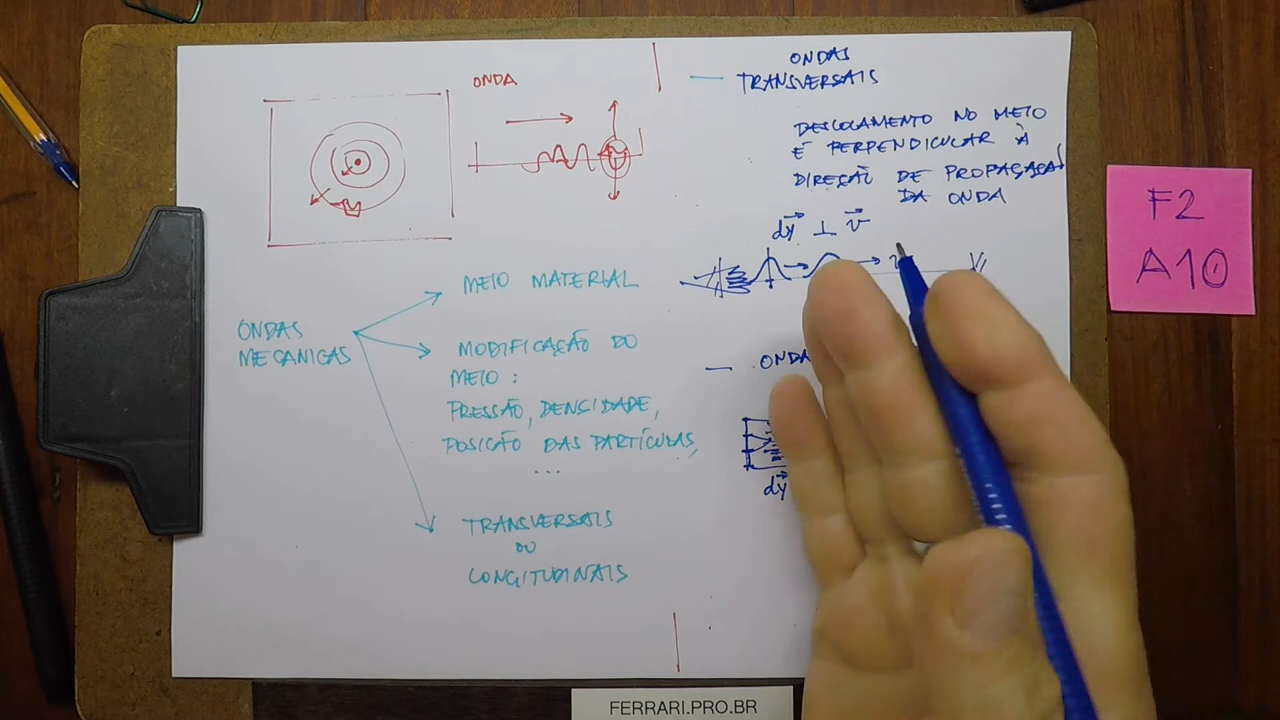 ONDA
ONDAS
MECANICAS
MEIO MATERIAL
MODIFICAÇÃO DO
MEIO :
PRESSÃO, DENSIDADE,
POSICÃO DAS PARTÍCULAS,
...
TRANSVERSAIS
OU
LONGITUDINAIS
— ONDAS
TRANSVERSAIS
DESLOCAMENTO NO MEIO
É PERPENDICULAR À
DIREÇÃO DE PROPAGAÇÃO
DA ONDA
dy ⊥ v
— ONDA
dy
F2
A10
FERRARI.PRO.BR